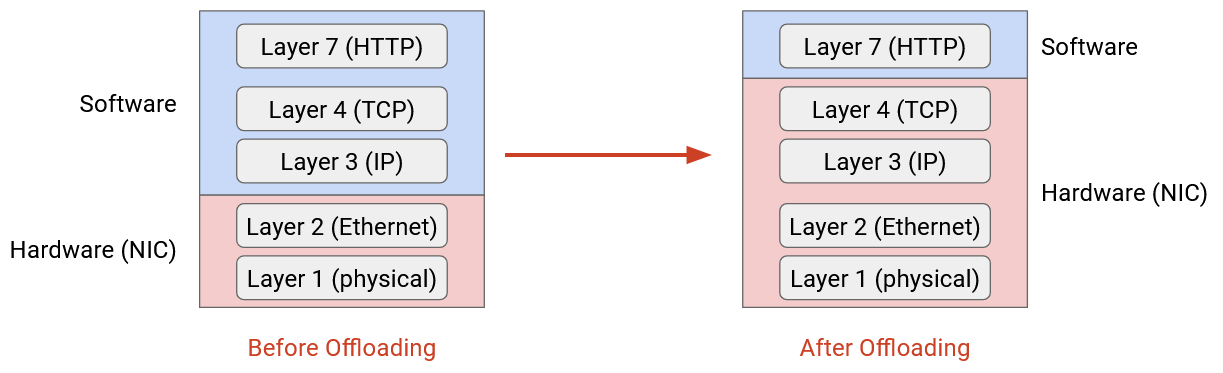 Software
Hardware (NIC)
Layer 7 (HTTP)
Layer 4 (TCP)
Layer 3 (IP)
Layer 2 (Ethernet)
Layer 1 (physical)
Before Offloading
Layer 7 (HTTP)
Layer 4 (TCP)
Layer 3 (IP)
Layer 2 (Ethernet)
Layer 1 (physical)
After Offloading
Software
Hardware (NIC)